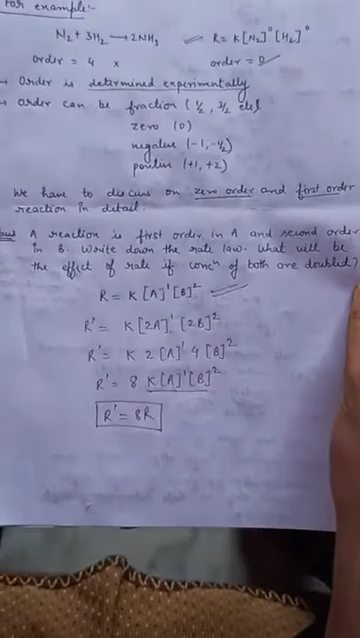 For example:-
N₂ + 3H₂ ⟶ 2NH₃ R = K[N₂]⁰[H₂]⁰
order = 4 × order = 0
→ Order is determined experimentally
→ order can be fraction (½, 3/2 etc)
zero (0)
negative (-1, -½)
positive (+1, +2)
We have to discuss on zero order and first order
reaction in detail.
A reaction is first order in A and second order
in B. Write down the rate law. What will be
the effect of rate if concⁿ of both are doubled?
R = K[A]¹[B]²
R' = K[2A]¹[2B]²
R' = K 2[A]¹ 4[B]²
R' = 8 K[A]¹[B]²
R' = 8R